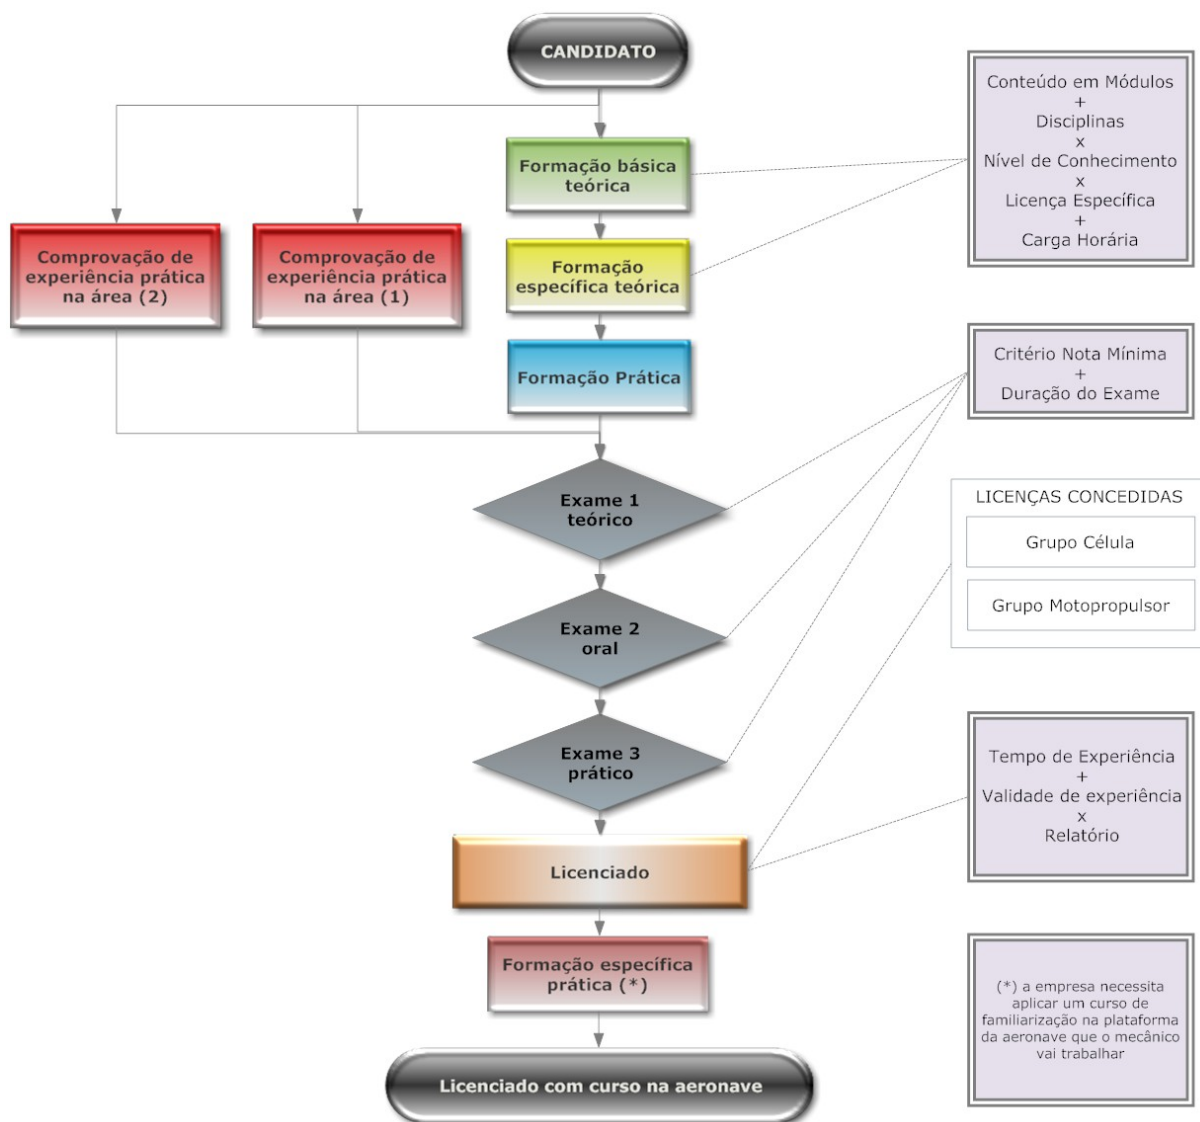 CANDIDATO
Formação básica
teórica
Comprovação de
experiência prática
na área (2)
Comprovação de
experiência prática
na área (1)
Formação
específica teórica
Formação Prática
Exame 1
teórico
Exame 2
oral
Exame 3
prático
Licenciado
Formação específica
prática (*)
Licenciado com curso na aeronave
Conteúdo em Módulos
+
Disciplinas
x
Nível de Conhecimento
x
Licença Específica
+
Carga Horária
Critério Nota Mínima
+
Duração do Exame
LICENÇAS CONCEDIDAS
Grupo Célula
Grupo Motopropulsor
Tempo de Experiência
+
Validade de experiência
x
Relatório
(*) a empresa necessita
aplicar um curso de
familiarização na plataforma
da aeronave que o mecânico
vai trabalhar